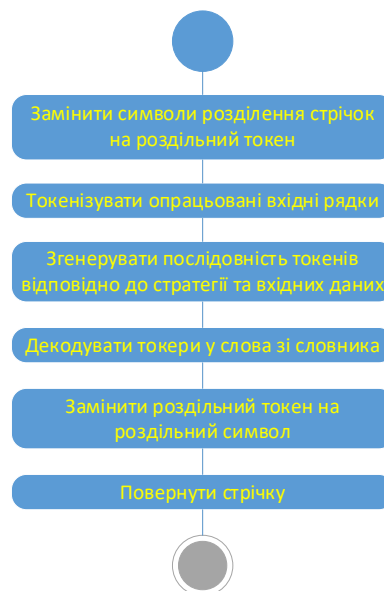 Замінити символи розділення стрічок
на роздільний токен
Токенізувати опрацьовані вхідні рядки
Згенерувати послідовність токенів
відповідно до стратегії та вхідних даних
Декодувати токери у слова зі словника
Замінити роздільний токен на
роздільний символ
Повернути стрічку